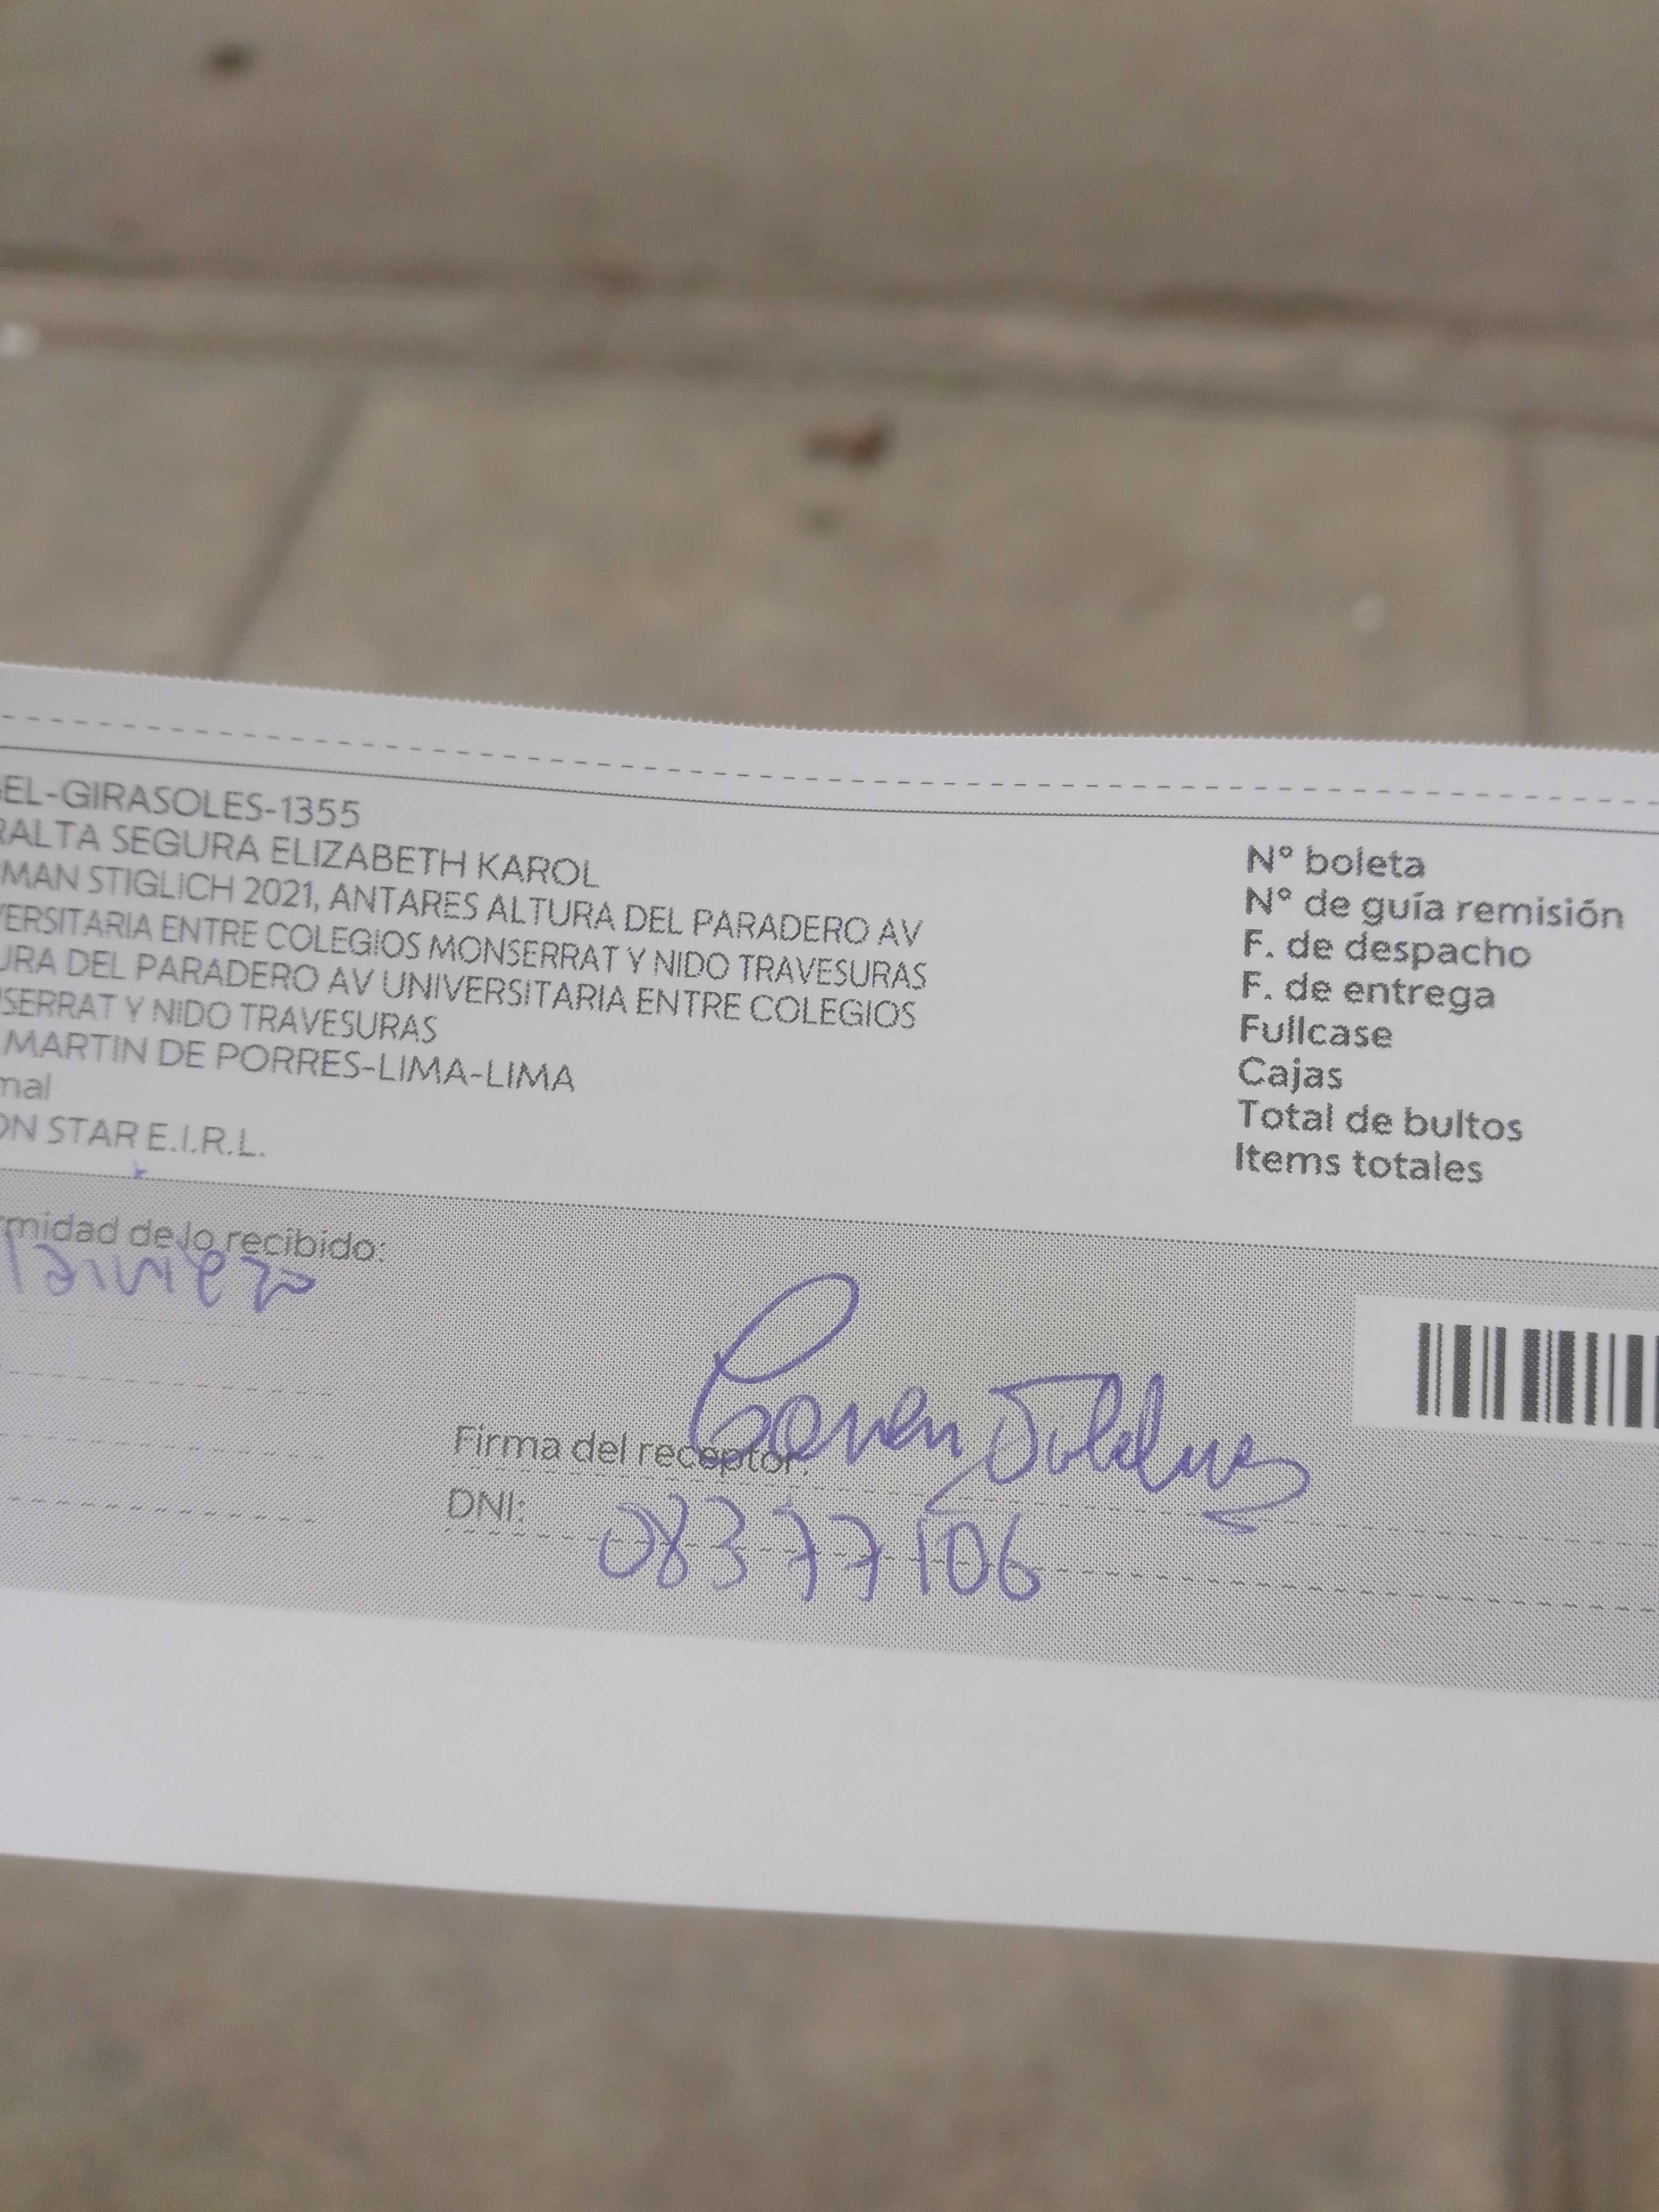 GEL-GIRASOLES-1355
RALTA SEGURA ELIZABETH KAROL
MAN STIGLICH 2021, ANTARES ALTURA DEL PARADERO AV
VERSITARIA ENTRE COLEGIOS MONSERRAT Y NIDO TRAVESURAS
URA DEL PARADERO AV UNIVERSITARIA ENTRE COLEGIOS
SERRAT Y NIDO TRAVESURAS
MARTIN DE PORRES-LIMA-LIMA
mal
ON STAR E.I.R.L.
N° boleta
N° de guía remisión
F. de despacho
F. de entrega
Fullcase
Cajas
Total de bultos
Items totales
rmidad de lo recibido:
Firma del receptor:
DNI: 08377106